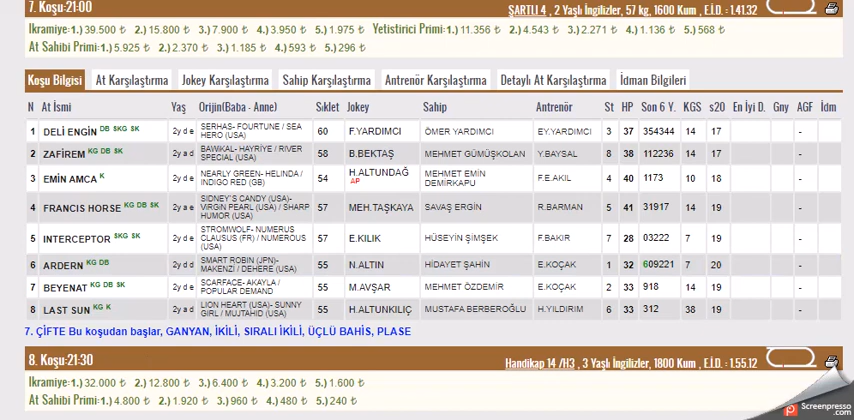 7. Koşu:21:00
ŞARTLI 4 , 2 Yaşlı İngilizler, 57 kg, 1600 Kum , E.İ.D. : 1.41.32
İkramiye:1.) 39.500 ₺ 2.) 15.800 ₺ 3.) 7.900 ₺ 4.) 3.950 ₺ 5.) 1.975 ₺ Yetistirici Primi:1.) 11.356 ₺ 2.) 4.543 ₺ 3.) 2.271 ₺ 4.) 1.136 ₺ 5.) 568 ₺
At Sahibi Primi:1.) 5.925 ₺ 2.) 2.370 ₺ 3.) 1.185 ₺ 4.) 593 ₺ 5.) 296 ₺
Koşu Bilgisi At Karşılaştırma Jokey Karşılaştırma Sahip Karşılaştırma Antrenör Karşılaştırma Detaylı At Karşılaştırma İdman Bilgileri
N At İsmi Yaş Orijin(Baba - Anne) Sıklet Jokey Sahip Antrenör St HP Son 6 Y. KGS s20 En İyi D. Gny AGF İdm
1 DELİ ENGİN DB SKG SK 2y d e SERHAS- FOURTUNE / SEA HERO (USA) 60 F.YARDIMCI ÖMER YARDIMCI EY.YARDIMCI 3 37 354344 14 17 -
2 ZAFİREM KG DB SK 2y a d BAWKAL- HAYRİYE / RIVER SPECIAL (USA) 58 B.BEKTAŞ MEHMET GÜMÜŞKOLAN Y.BAYSAL 8 38 112236 14 17 -
3 EMİN AMCA K 2y d e NEARLY GREEN- HELINDA / INDIGO RED (GB) 54 H.ALTUNDAĞ AP MEHMET EMİN DEMİRKAPU F.E.AKIL 4 40 1173 10 18 -
4 FRANCIS HORSE KG DB SK 2y a e SIDNEY'S CANDY (USA)- VIRGIN PEARL (USA) / SHARP HUMOR (USA) 57 MEH.TAŞKAYA SAVAŞ ERGİN R.BARMAN 5 41 31917 14 19 -
5 INTERCEPTOR SKG SK 2y d e STROMWOLF- NUMERUS CLAUSUS (FR) / NUMEROUS (USA) 57 E.KILIK HÜSEYİN ŞİMŞEK F.BAKIR 7 28 03222 7 19 -
6 ARDERN KG DB 2y d d SMART ROBIN (JPN)- MAKENZİ / DEHERE (USA) 55 N.ALTIN HİDAYET ŞAHİN E.KOÇAK 1 32 609221 7 20 -
7 BEYENAT KG DB SK 2y d e SCARFACE- AKAYLA / POPULAR DEMAND 55 M.AVŞAR MEHMET ÖZDEMİR E.KOÇAK 2 33 918 14 19 -
8 LAST SUN KG K 2y d e LION HEART (USA)- SUNNY GIRL / MUJTAHID (USA) 55 H.ALTUNKILIÇ MUSTAFA BERBEROĞLU H.YILDIRIM 6 33 312 38 19 -
7. ÇİFTE Bu koşudan başlar, GANYAN, İKİLİ, SIRALI İKİLİ, ÜÇLÜ BAHİS, PLASE
8. Koşu:21:30
Handikap 14 /H3 , 3 Yaşlı İngilizler, 1800 Kum , E.İ.D. : 1.55.12
İkramiye:1.) 32.000 ₺ 2.) 12.800 ₺ 3.) 6.400 ₺ 4.) 3.200 ₺ 5.) 1.600 ₺
At Sahibi Primi:1.) 4.800 ₺ 2.) 1.920 ₺ 3.) 960 ₺ 4.) 480 ₺ 5.) 240 ₺
Screenpresso
.com